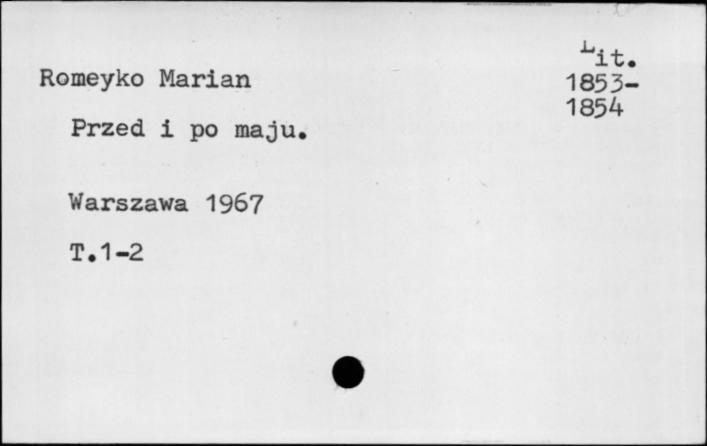 Lit.
1853-
1854
Romeyko Marian
Przed i po maju.
Warszawa 1967
T.1-2